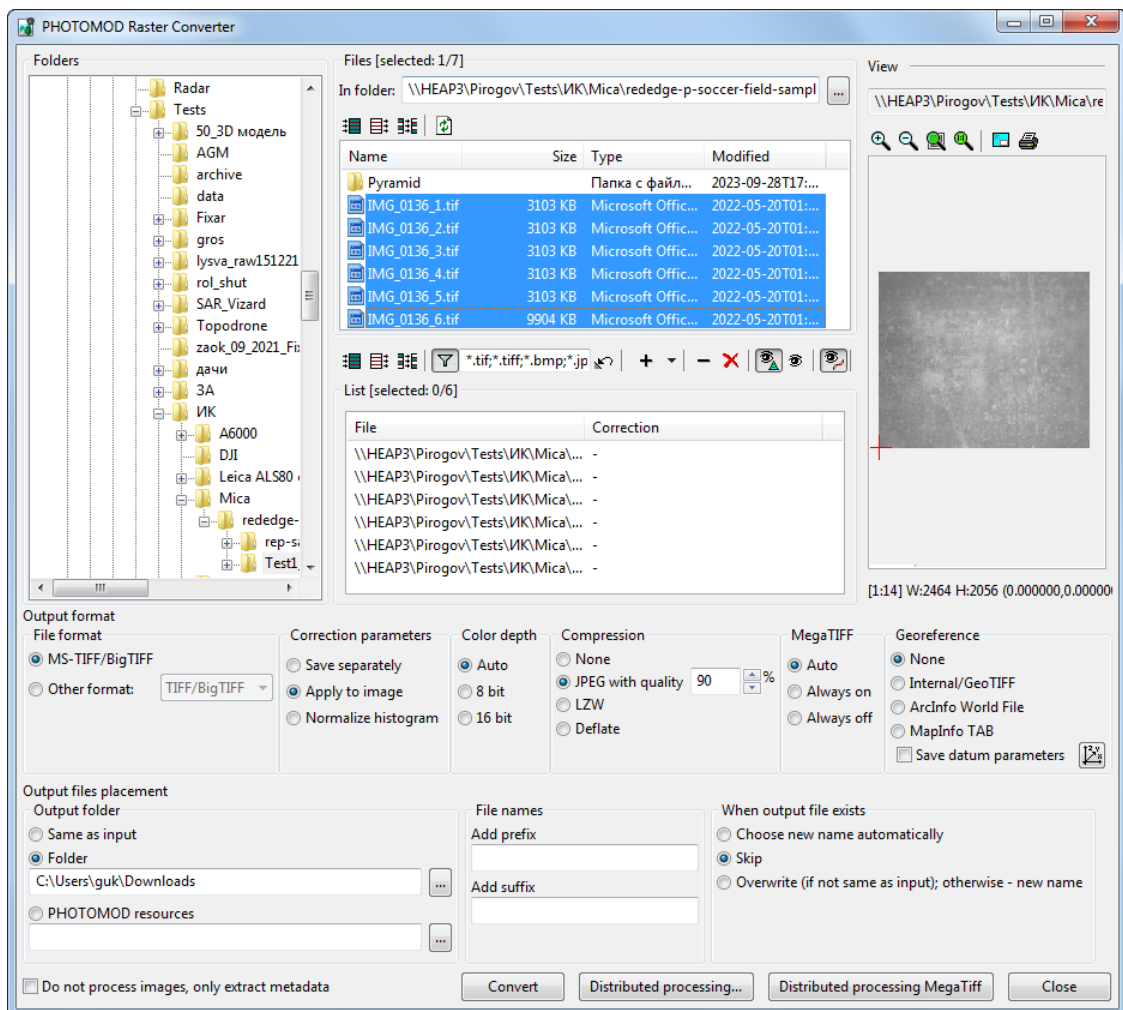 PHOTOMOD Raster Converter
Folders
Radar
Tests
50_3D модель
AGM
archive
data
Fixar
gros
lysva_raw151221
rol_shut
SAR_Vizard
Topodrone
zaok_09_2021_Fi
дачи
ЗА
ИК
A6000
DJI
Leica ALS80
Mica
rededge-
rep-sa
Test1_
Files [selected: 1/7]
In folder: \\HEAP3\Pirogov\Tests\ИК\Mica\rededge-p-soccer-field-sampl ...
Name Size Type Modified
Pyramid Папка с файл... 2023-09-28T17:...
IMG_0136_1.tif 3103 KB Microsoft Offic... 2022-05-20T01:...
IMG_0136_2.tif 3103 KB Microsoft Offic... 2022-05-20T01:...
IMG_0136_3.tif 3103 KB Microsoft Offic... 2022-05-20T01:...
IMG_0136_4.tif 3103 KB Microsoft Offic... 2022-05-20T01:...
IMG_0136_5.tif 3103 KB Microsoft Offic... 2022-05-20T01:...
IMG_0136_6.tif 9904 KB Microsoft Offic... 2022-05-20T01:...
*.tif;*.tiff;*.bmp;*.jp
List [selected: 0/6]
File Correction
\\HEAP3\Pirogov\Tests\ИК\Mica\... -
\\HEAP3\Pirogov\Tests\ИК\Mica\... -
\\HEAP3\Pirogov\Tests\ИК\Mica\... -
\\HEAP3\Pirogov\Tests\ИК\Mica\... -
\\HEAP3\Pirogov\Tests\ИК\Mica\... -
\\HEAP3\Pirogov\Tests\ИК\Mica\... -
View
\\HEAP3\Pirogov\Tests\ИК\Mica\re
[1:14] W:2464 H:2056 (0.000000,0.00000
Output format
File format
MS-TIFF/BigTIFF
Other format: TIFF/BigTIFF
Correction parameters
Save separately
Apply to image
Normalize histogram
Color depth
Auto
8 bit
16 bit
Compression
None
JPEG with quality 90 %
LZW
Deflate
MegaTIFF
Auto
Always on
Always off
Georeference
None
Internal/GeoTIFF
ArcInfo World File
MapInfo TAB
Save datum parameters
Output files placement
Output folder
Same as input
Folder
C:\Users\guk\Downloads ...
PHOTOMOD resources
...
File names
Add prefix
Add suffix
When output file exists
Choose new name automatically
Skip
Overwrite (if not same as input); otherwise - new name
Do not process images, only extract metadata
Convert
Distributed processing...
Distributed processing MegaTiff
Close